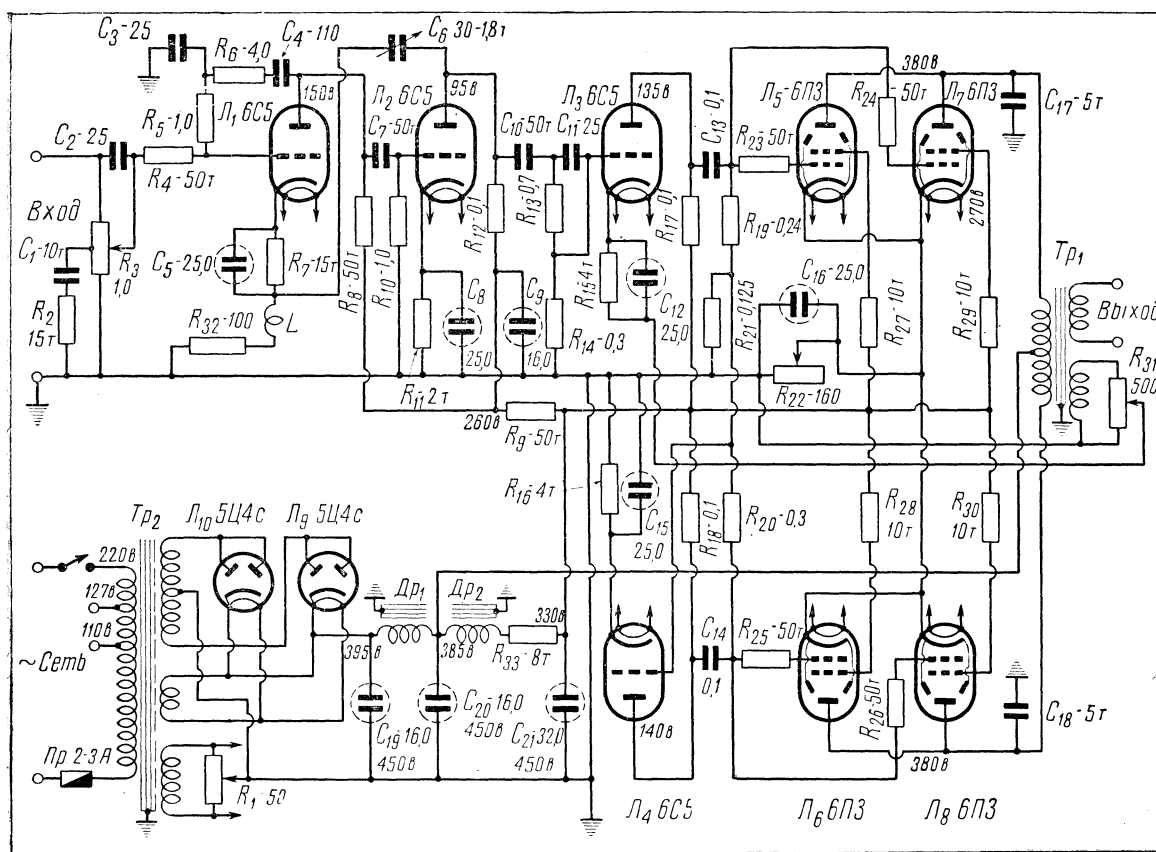 C₃-25
R₆-4,0
C₄-110
C₆ 30-1,8т
Л₁ 6С5
150в
R₅-1,0
C₂-25
R₄-50т
Вход
C₁-10т
R₃
1,0
R₂
15т
C₅-25,0
R₇-15т
R₃₂-100
L
R₈-50т
C₇-50т
R₁₀-1,0
Л₂ 6С5
95в
R₁₁-2т
C₈
25,0
R₁₂-0,1
C₉
16,0
C₁₀-50т
C₁₁-25
R₁₃-0,7
R₁₄-0,3
Л₃ 6С5
135в
R₁₅-4т
C₁₂
25,0
R₁₇-0,1
C₁₃-0,1
R₁₉-0,24
R₂₁-0,125
R₂₃-50т
Л₅-6П3
380в
R₂₄
-50т
Л₇ 6П3
C₁₇-5т
270в
C₁₆-25,0
R₂₇-10т
R₂₉-10т
R₂₂-160
Тр₁
Выход
R₃₁
500
260в
R₉-50т
R₁₆-4т
C₁₅
25,0
R₁₈-0,1
R₂₀-0,3
R₂₈
10т
R₃₀
10т
Тр₂
Л₁₀ 5Ц4с
Л₉ 5Ц4с
220в
127в
110в
~Сеть
Пр.2-3А
R₁-50
Др₁
Др₂
395в
385в
330в
R₃₃-8т
C₁₉-16,0
450в
C₂₀-16,0
450в
C₂₁-32,0
450в
140в
C₁₄
0,1
R₂₅-50т
R₂₆-50т
380в
C₁₈-5т
Л₄ 6С5
Л₆ 6П3
Л₈ 6П3